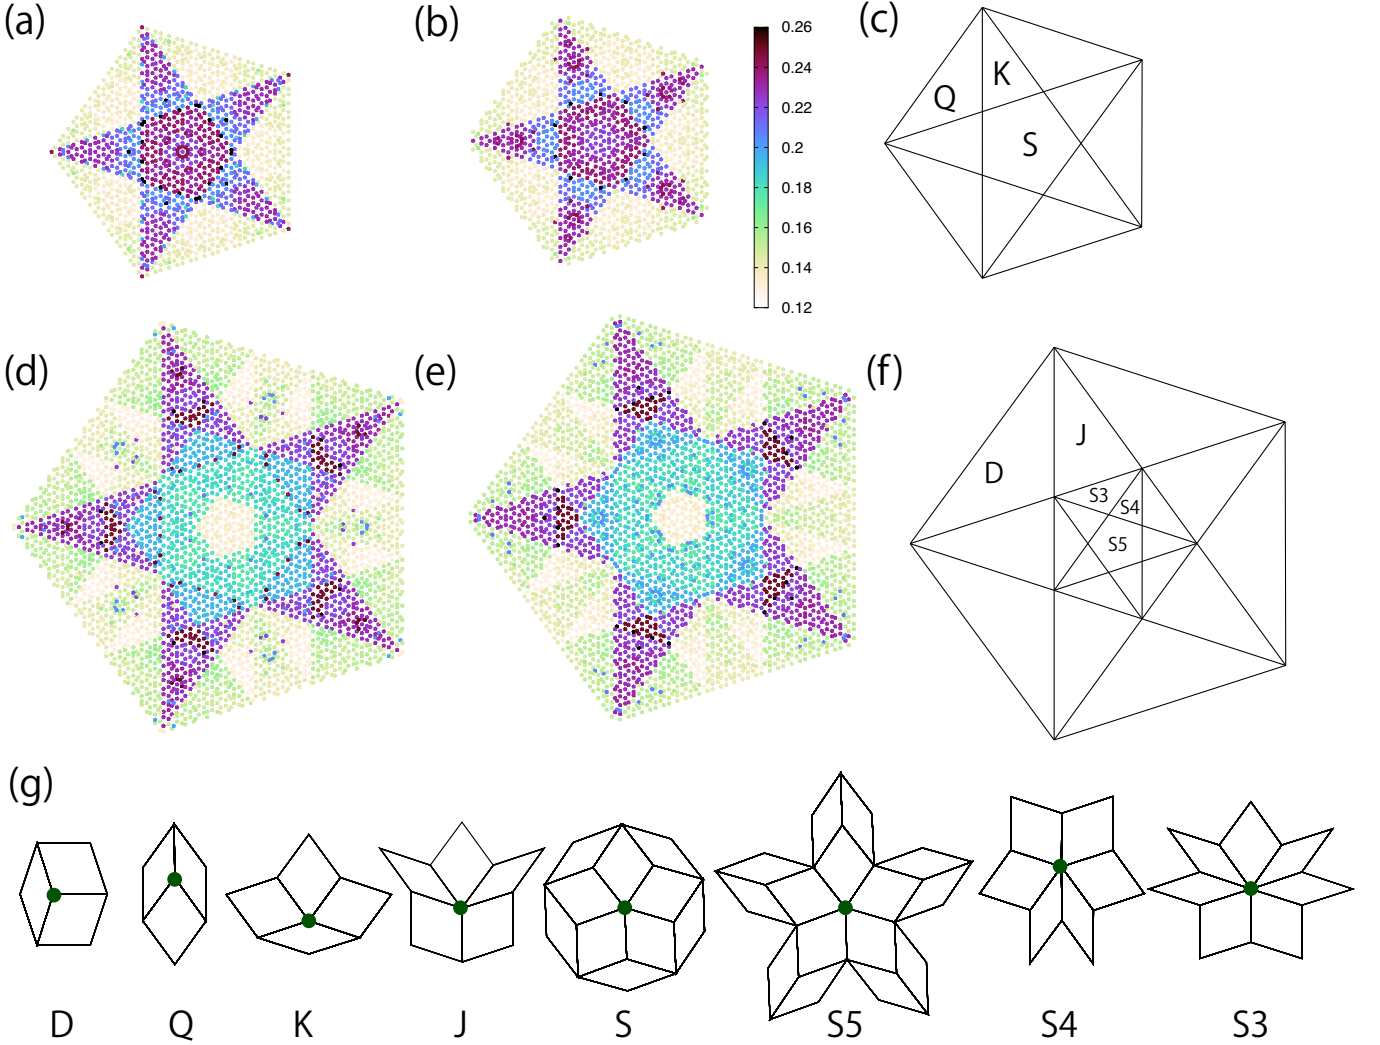 (a)
(b)
0.26
0.24
0.22
0.2
0.18
0.16
0.14
0.12
(c)
Q
K
S
(d)
(e)
(f)
D
J
S3
S4
S5
(g)
D Q K J S S5 S4 S3